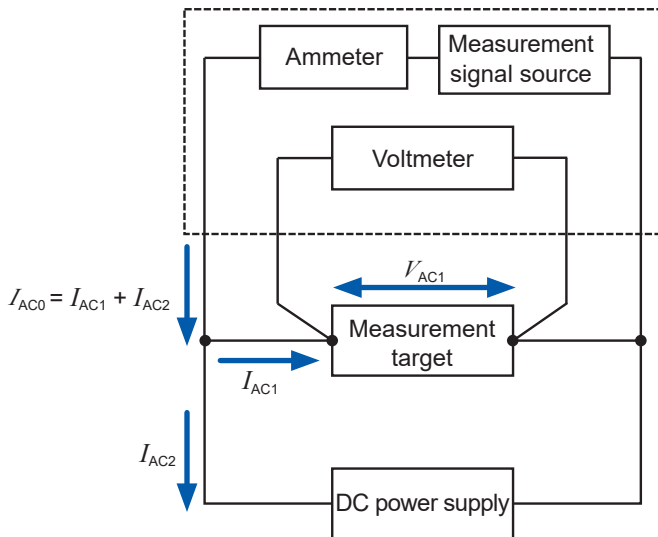 Ammeter
Measurement
signal source
Voltmeter
I_AC0 = I_AC1 + I_AC2
V_AC1
Measurement
target
I_AC1
I_AC2
DC power supply